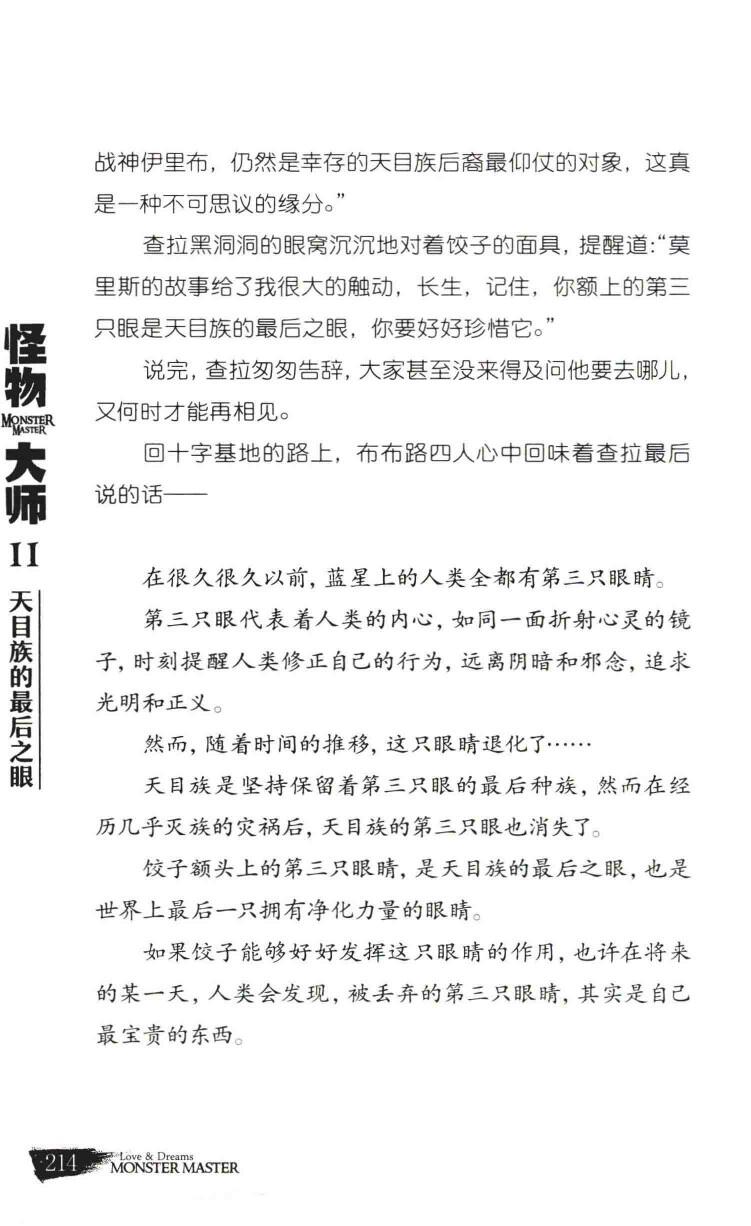 战神伊里布，仍然是幸存的天目族后裔最仰仗的对象，这真
是一种不可思议的缘分。”
查拉黑洞洞的眼窝沉沉地对着饺子的面具，提醒道：“莫
里斯的故事给了我很大的触动，长生，记住，你额上的第三
只眼是天目族的最后之眼，你要好好珍惜它。”
说完，查拉匆匆告辞，大家甚至没来得及问他要去哪儿，
又何时才能再相见。
回十字基地的路上，布布路四人心中回味着查拉最后
说的话——
在很久很久以前，蓝星上的人类全都有第三只眼睛。
第三只眼代表着人类的内心，如同一面折射心灵的镜
子，时刻提醒人类修正自己的行为，远离阴暗和邪念，追求
光明和正义。
然而，随着时间的推移，这只眼睛退化了……
天目族是坚持保留着第三只眼的最后种族，然而在经
历几乎灭族的灾祸后，天目族的第三只眼也消失了。
饺子额头上的第三只眼睛，是天目族的最后之眼，也是
世界上最后一只拥有净化力量的眼睛。
如果饺子能够好好发挥这只眼睛的作用，也许在将来
的某一天，人类会发现，被丢弃的第三只眼睛，其实是自己
最宝贵的东西。
怪物
MONSTER
MASTER
大师
11
天目族的最后之眼
214
Love & Dreams
MONSTER MASTER